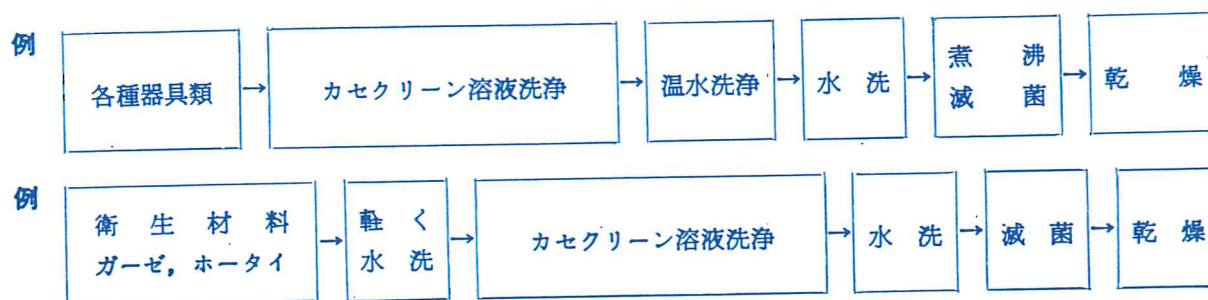 例
各種器具類 → カセクリーン溶液洗浄 → 温水洗浄 → 水 洗 → 煮 沸 滅 菌 → 乾 燥
例
衛 生 材 料 ガーゼ，ホータイ → 軽 く 水 洗 → カセクリーン溶液洗浄 → 水 洗 → 滅 菌 → 乾 燥